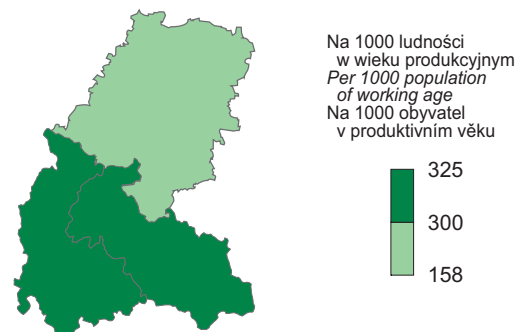 Na 1000 ludności
w wieku produkcyjnym
Per 1000 population
of working age
Na 1000 obyvatel
v produktivním věku
325
300
158